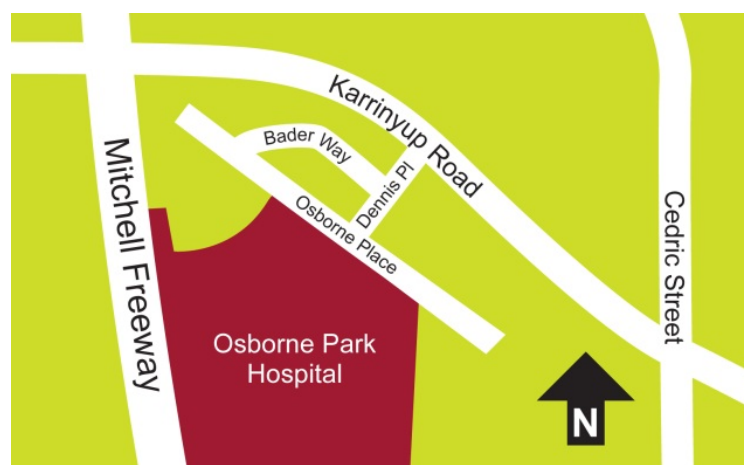 Karrinyup Road
Bader Way
Dennis Pl
Mitchell Freeway
Osborne Place
Cedric Street
Osborne Park
Hospital
N